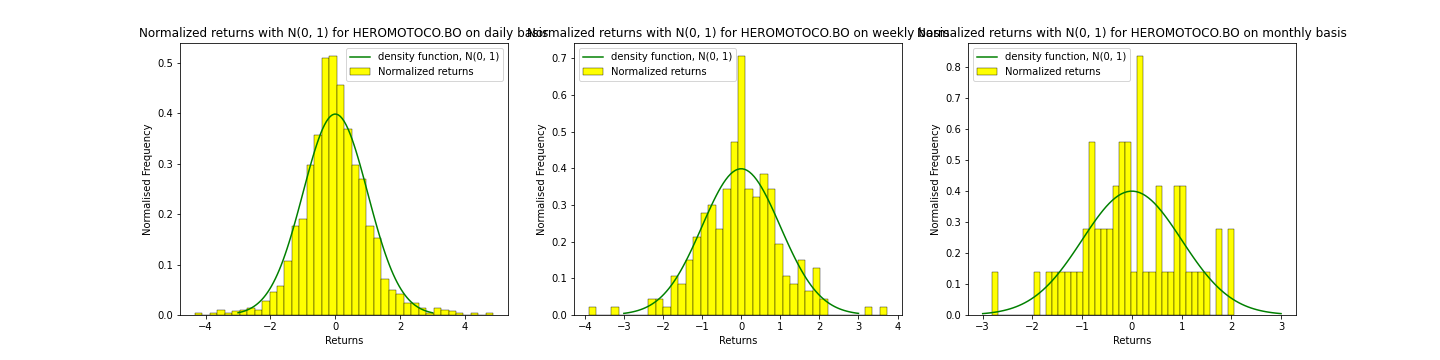 Normalized returns with N(0, 1) for HEROMOTOCO.BO on daily basis
density function, N(0, 1)
Normalized returns
0.5
0.4
0.3
0.2
0.1
0.0
Normalised Frequency
−4
−2
0
2
4
Returns
Normalized returns with N(0, 1) for HEROMOTOCO.BO on weekly basis
density function, N(0, 1)
Normalized returns
0.7
0.6
0.5
0.4
0.3
0.2
0.1
0.0
Normalised Frequency
−4
−3
−2
−1
0
1
2
3
4
Returns
Normalized returns with N(0, 1) for HEROMOTOCO.BO on monthly basis
density function, N(0, 1)
Normalized returns
0.8
0.7
0.6
0.5
0.4
0.3
0.2
0.1
0.0
Normalised Frequency
−3
−2
−1
0
1
2
3
Returns